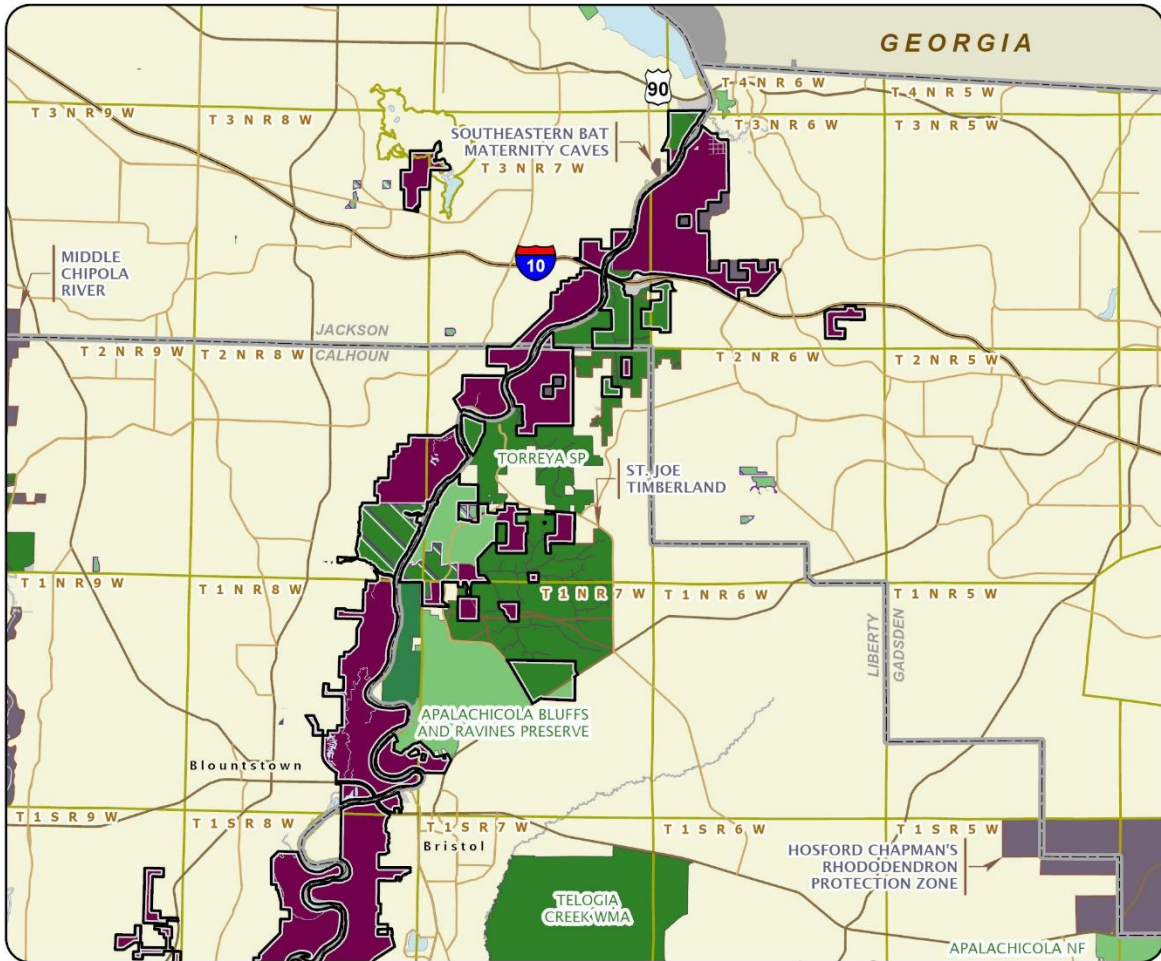 GEORGIA
90
T 4 N R 6 W
T 4 N R 5 W
T 3 N R 9 W
T 3 N R 8 W
T 3 N R 6 W
T 3 N R 5 W
SOUTHEASTERN BAT
MATERNITY CAVES
T 3 N R 7 W
MIDDLE
CHIPOLA
RIVER
10
JACKSON
CALHOUN
T 2 N R 9 W
T 2 N R 8 W
T 2 N R 6 W
T 2 N R 5 W
TORREYA SP
ST. JOE
TIMBERLAND
T 1 N R 9 W
T 1 N R 8 W
T 1 N R 7 W
T 1 N R 6 W
T 1 N R 5 W
LIBERTY
GADSDEN
APALACHICOLA BLUFFS
AND RAVINES PRESERVE
Blountstown
T 1 S R 9 W
T 1 S R 8 W
T 1 S R 7 W
T 1 S R 6 W
T 1 S R 5 W
Bristol
HOSFORD CHAPMAN'S
RHODODENDRON
PROTECTION ZONE
TELOGIA
CREEK WMA
APALACHICOLA NF